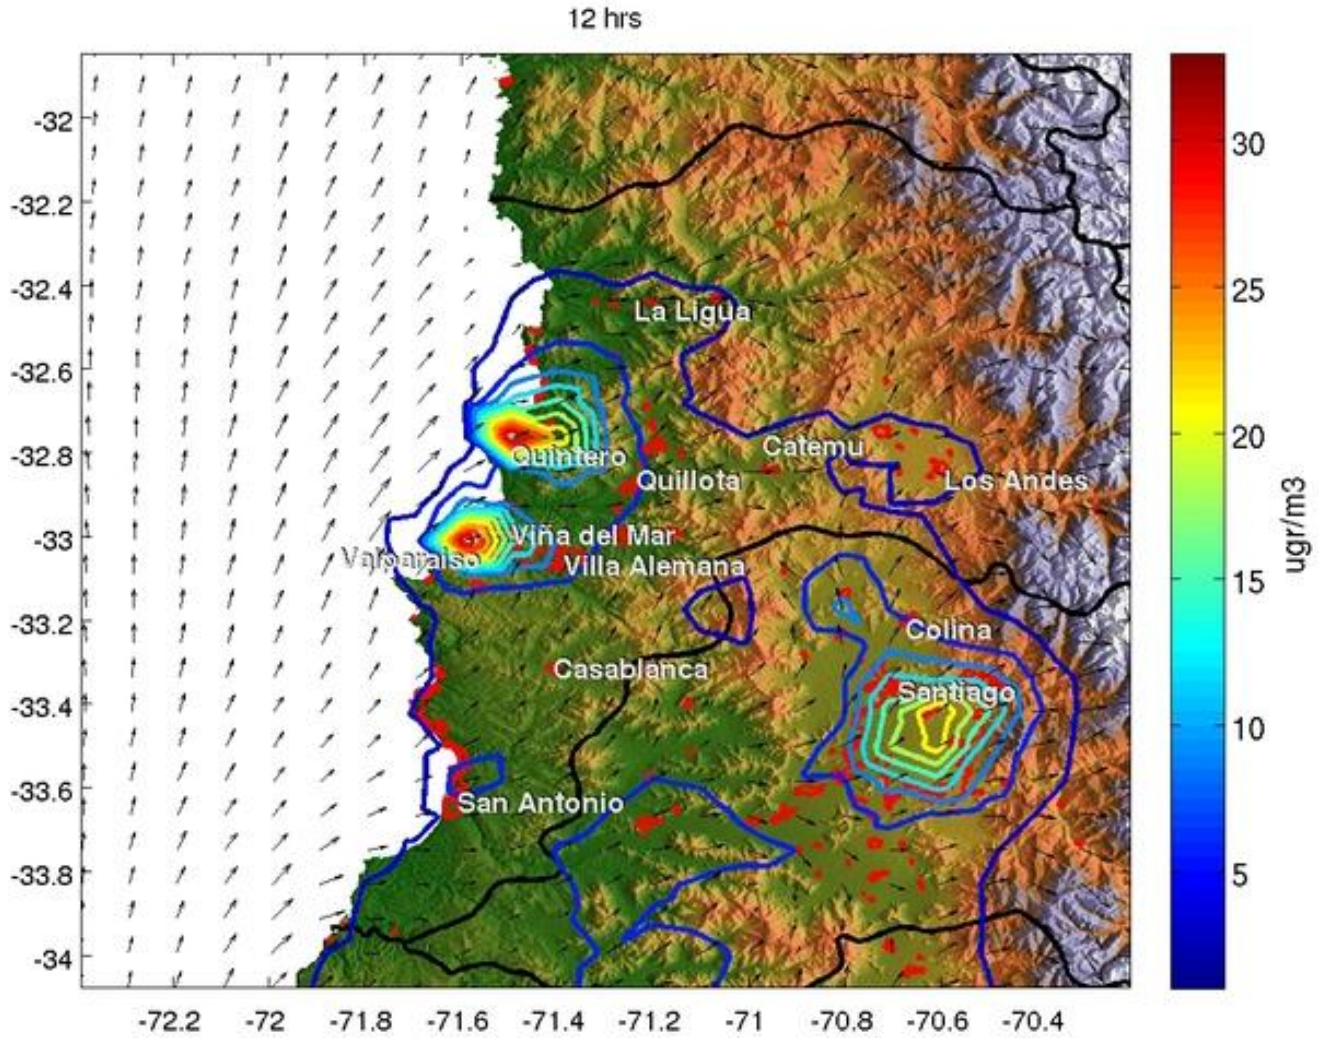 12 hrs
-32
-32.2
-32.4
-32.6
-32.8
-33
-33.2
-33.4
-33.6
-33.8
-34
La Ligua
Catemu
Quintero
Quillota
Los Andes
Viña del Mar
Valparaiso
Villa Alemana
Colina
Casablanca
Santiago
San Antonio
-72.2 -72 -71.8 -71.6 -71.4 -71.2 -71 -70.8 -70.6 -70.4
30
25
20
15
10
5
ugr/m3